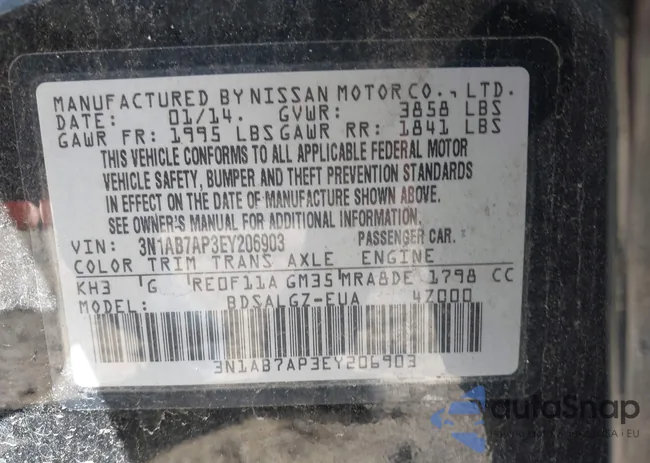 MANUFACTURED BY NISSAN MOTOR CO., LTD.
DATE: 01/14. GVWR: 3858 LBS
GAWR FR: 1995 LBS GAWR RR: 1841 LBS
THIS VEHICLE CONFORMS TO ALL APPLICABLE FEDERAL MOTOR
VEHICLE SAFETY, BUMPER AND THEFT PREVENTION STANDARDS
IN EFFECT ON THE DATE OF MANUFACTURE SHOWN ABOVE.
SEE OWNER'S MANUAL FOR ADDITIONAL INFORMATION.
VIN: 3N1AB7AP3EY206903 PASSENGER CAR.
COLOR TRIM TRANS AXLE ENGINE
KH3 G RE0F11A GM35 MRA8DE 1798 CC
MODEL: BDSALGZ-EUA 4Z000
3N1AB7AP3EY206903
autoSnap
EU